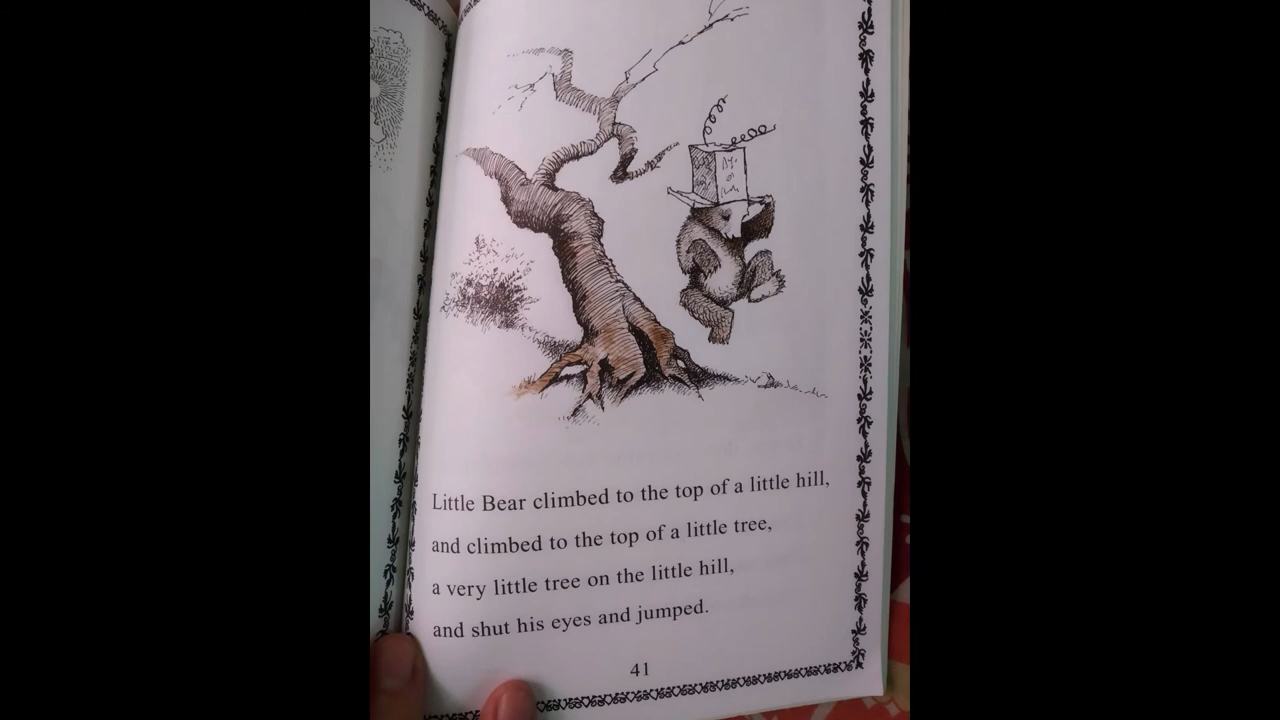 Little Bear climbed to the top of a little hill,
and climbed to the top of a little tree,
a very little tree on the little hill,
and shut his eyes and jumped.
41